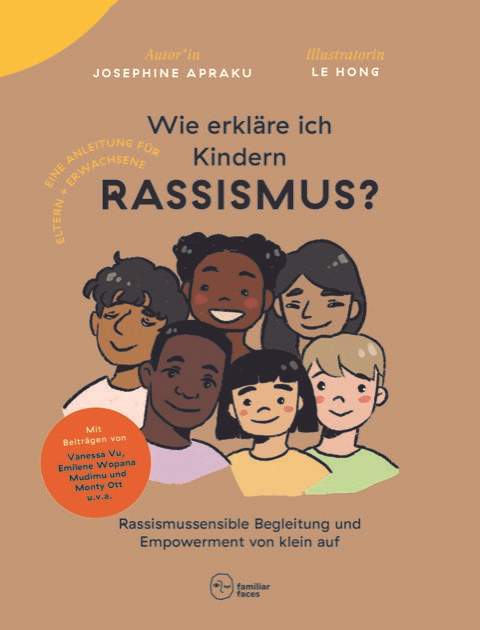 Autor*in
JOSEPHINE APRAKU
Illustratorin
LE HONG
Wie erkläre ich
Kindern
RASSISMUS?
EINE ANLEITUNG FÜR
ELTERN + ERWACHSENE
Mit
Beiträgen von
Vanessa Vu,
Emilene Wopana
Mudimu und
Monty Ott
u.v.a.
Rassismussensible Begleitung und
Empowerment von klein auf
familiar
faces